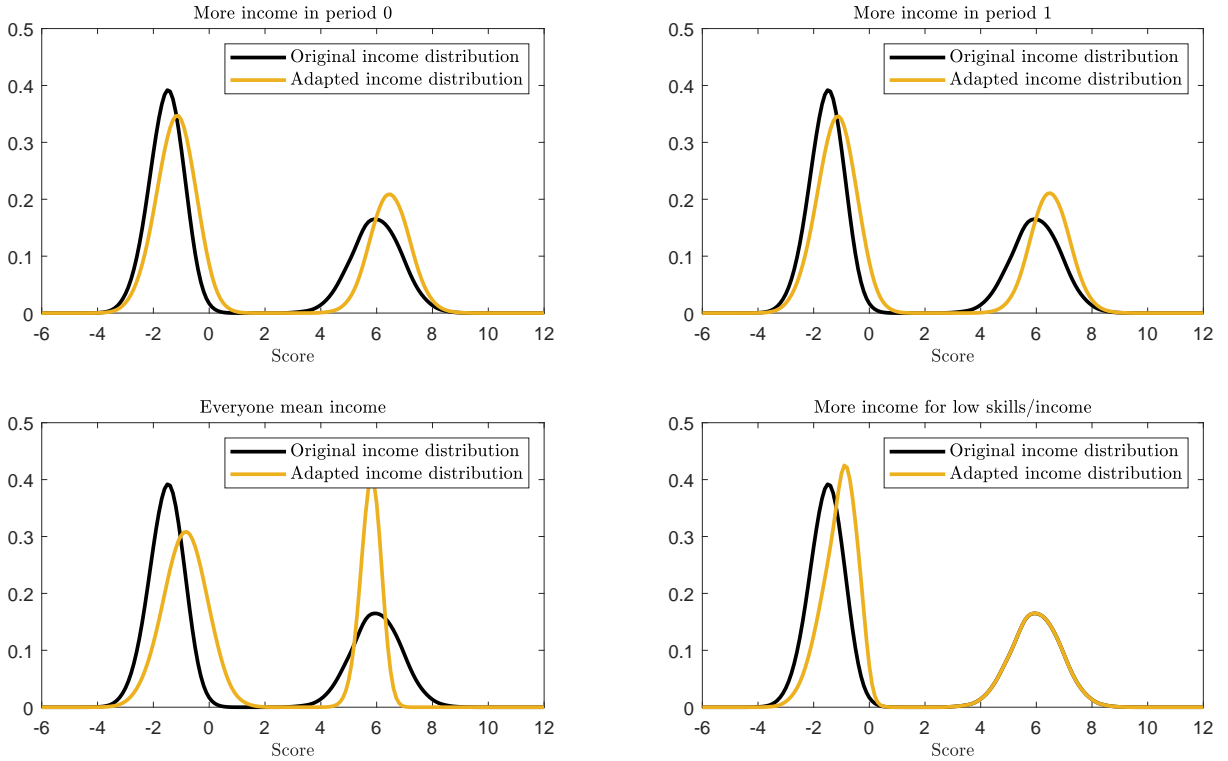 More income in period 0
0.5
0.4
0.3
0.2
0.1
0
Original income distribution
Adapted income distribution
-6 -4 -2 0 2 4 6 8 10 12
Score
More income in period 1
0.5
0.4
0.3
0.2
0.1
0
Original income distribution
Adapted income distribution
-6 -4 -2 0 2 4 6 8 10 12
Score
Everyone mean income
0.5
0.4
0.3
0.2
0.1
0
Original income distribution
Adapted income distribution
-6 -4 -2 0 2 4 6 8 10 12
Score
More income for low skills/income
0.5
0.4
0.3
0.2
0.1
0
Original income distribution
Adapted income distribution
-6 -4 -2 0 2 4 6 8 10 12
Score